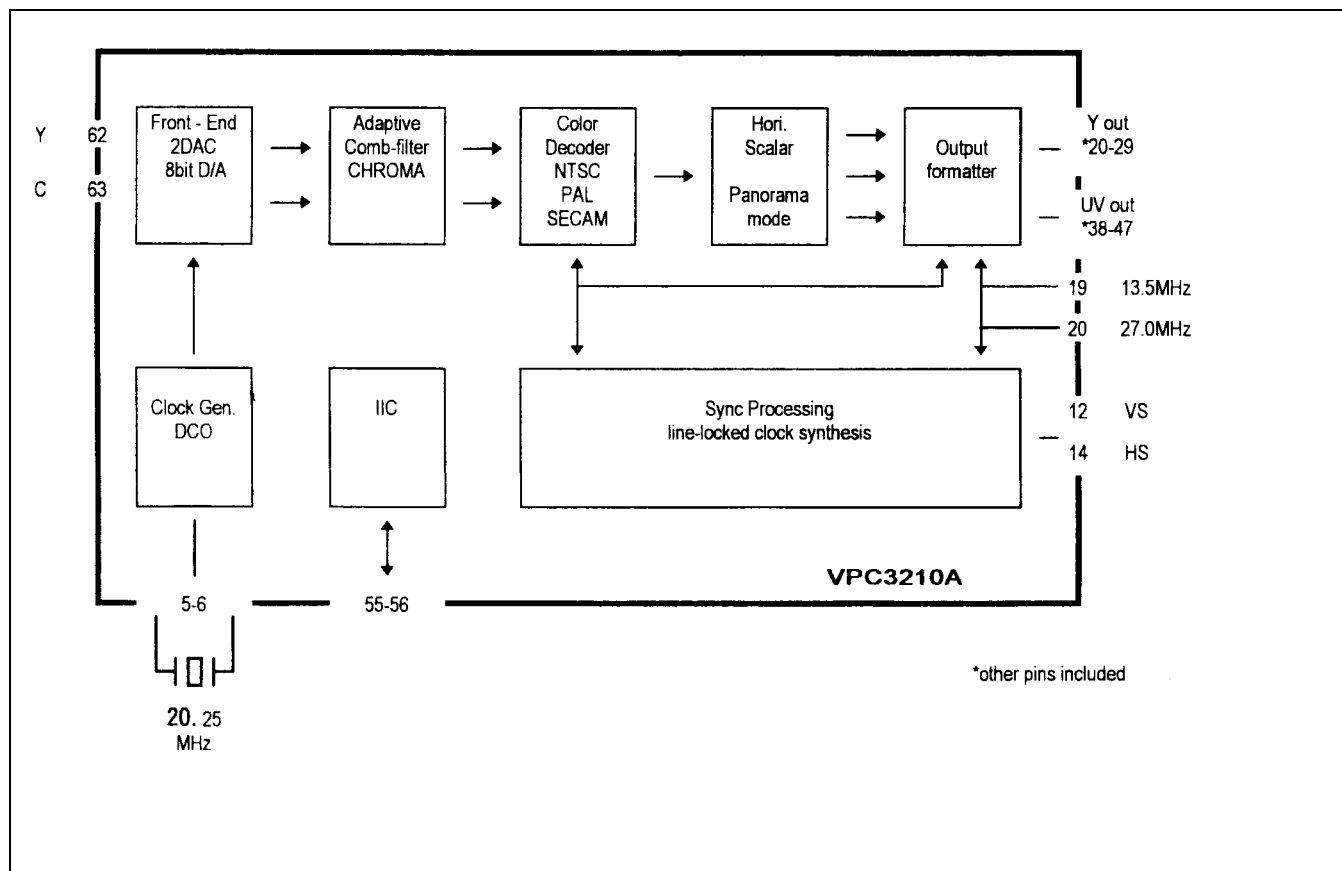 Y 62
C 63
Front - End
2DAC
8bit D/A
Adaptive
Comb-filter
CHROMA
Color
Decoder
NTSC
PAL
SECAM
Hori.
Scalar
Panorama
mode
Output
formatter
Y out
*20-29
UV out
*38-47
19 13.5MHz
20 27.0MHz
Clock Gen.
DCO
IIC
Sync Processing
line-locked clock synthesis
12 VS
14 HS
VPC3210A
5-6
55-56
*other pins included
20. 25
MHz